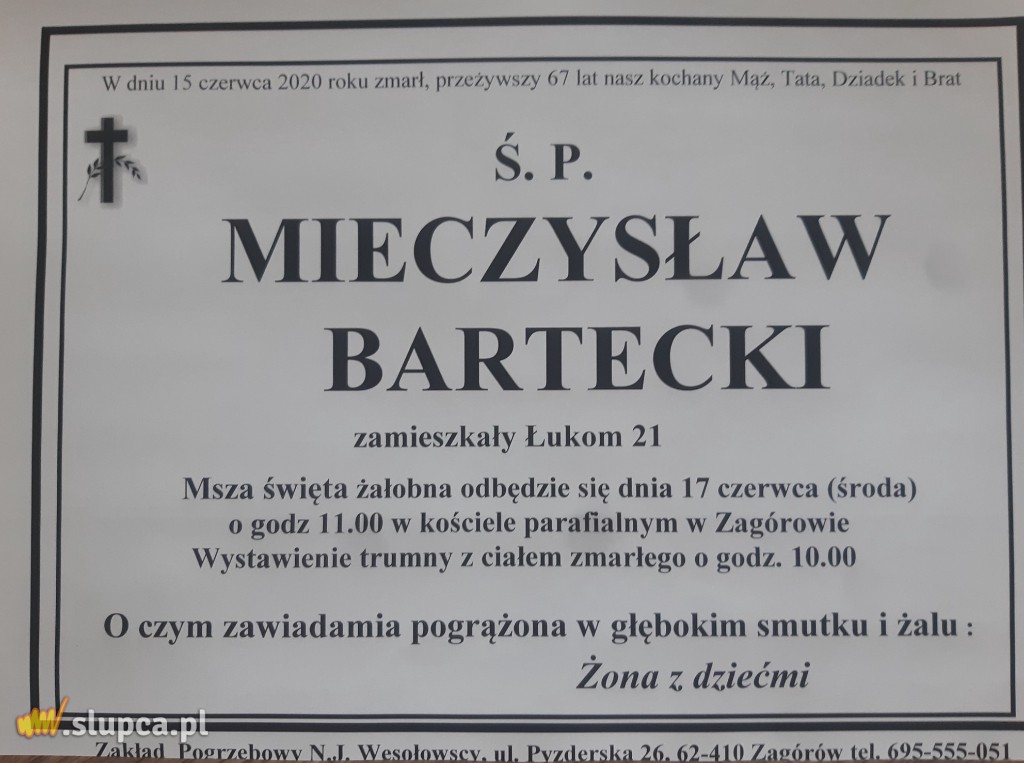 W dniu 15 czerwca 2020 roku zmarł, przeżywszy 67 lat nasz kochany Mąż, Tata, Dziadek i Brat
Ś. P.
MIECZYSŁAW
BARTECKI
zamieszkały Łukom 21
Msza święta żałobna odbędzie się dnia 17 czerwca (środa)
o godz 11.00 w kościele parafialnym w Zagórowie
Wystawienie trumny z ciałem zmarłego o godz. 10.00
O czym zawiadamia pogrążona w głębokim smutku i żalu :
Żona z dziećmi
.slupca.pl
Zakład Pogrzebowy N.J. Wesołowscy, ul. Pyzderska 26, 62-410 Zagórów tel. 695-555-051